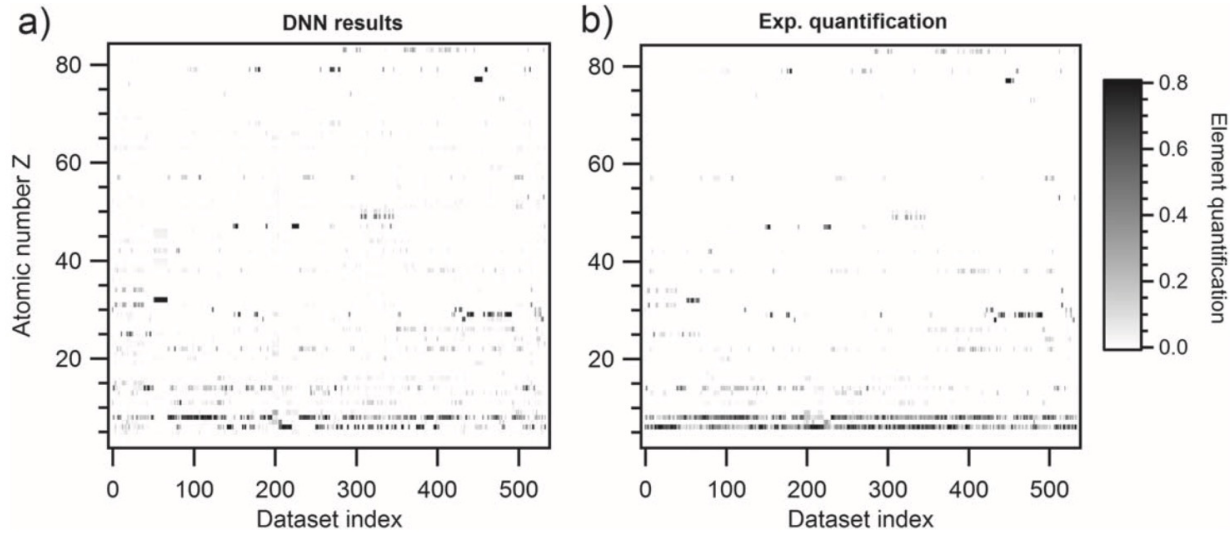 a)
DNN results
Atomic number Z
80
60
40
20
0 100 200 300 400 500
Dataset index
b)
Exp. quantification
80
60
40
20
0 100 200 300 400 500
Dataset index
0.8
0.6
0.4
0.2
0.0
Element quantification